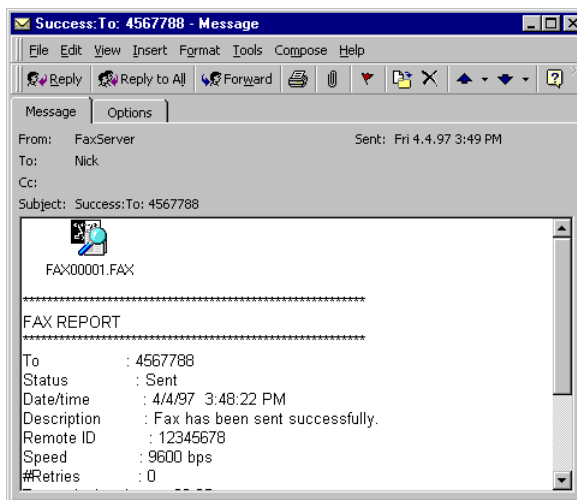 Success:To: 4567788 - Message
File Edit View Insert Format Tools Compose Help
Reply Reply to All Forward
Message Options
From: FaxServer Sent: Fri 4.4.97 3:49 PM
To: Nick
Cc:
Subject: Success:To: 4567788
FAX00001.FAX
****************************************************************
FAX REPORT
****************************************************************
To : 4567788
Status : Sent
Date/time : 4/4/97 3:48:22 PM
Description : Fax has been sent successfully.
Remote ID : 12345678
Speed : 9600 bps
#Retries : 0